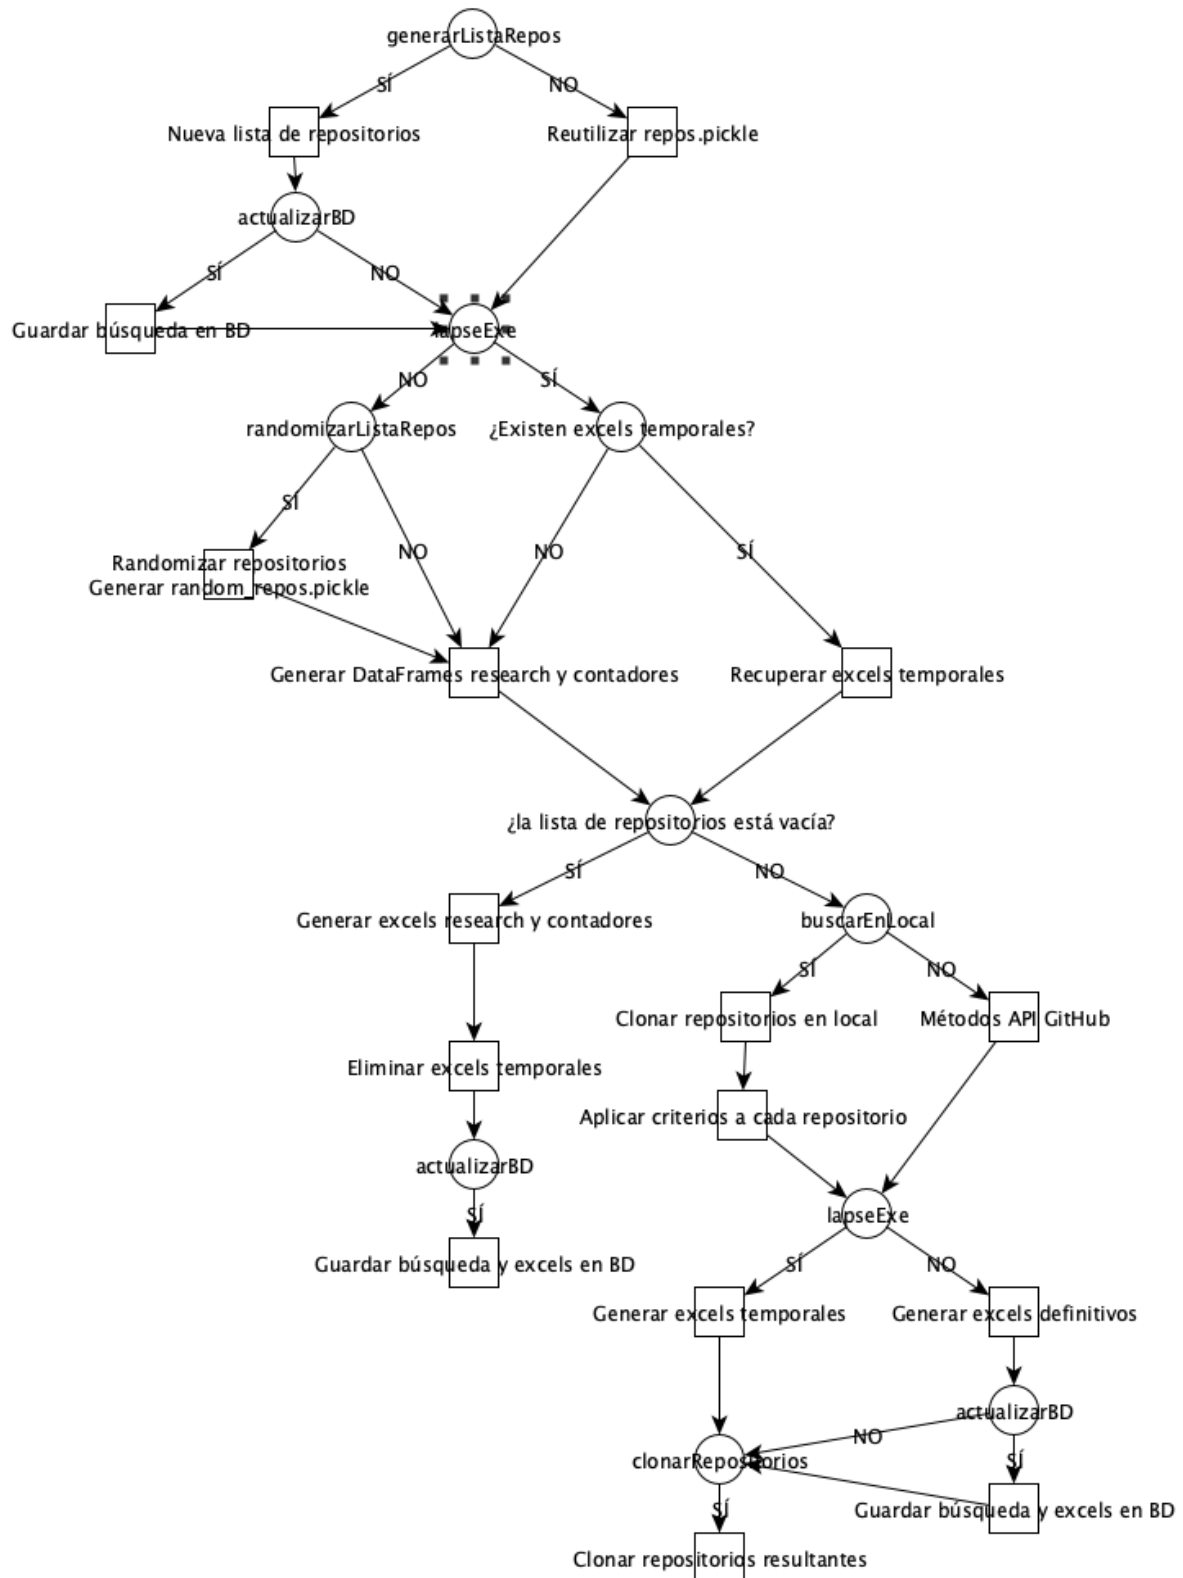 generarListaRepos
SÍ
NO
Nueva lista de repositorios
Reutilizar repos.pickle
actualizarBD
SÍ
NO
Guardar búsqueda en BD
lapseExe
NO
SÍ
randomizarListaRepos
¿Existen excels temporales?
SÍ
NO
NO
SÍ
Randomizar repositorios
Generar random_repos.pickle
Generar DataFrames research y contadores
Recuperar excels temporales
¿la lista de repositorios está vacía?
SÍ
NO
Generar excels research y contadores
buscarEnLocal
SÍ
NO
Clonar repositorios en local
Métodos API GitHub
Eliminar excels temporales
Aplicar criterios a cada repositorio
actualizarBD
SÍ
lapseExe
Guardar búsqueda y excels en BD
SÍ
NO
Generar excels temporales
Generar excels definitivos
actualizarBD
NO
SÍ
clonarRepositorios
SÍ
Guardar búsqueda y excels en BD
Clonar repositorios resultantes